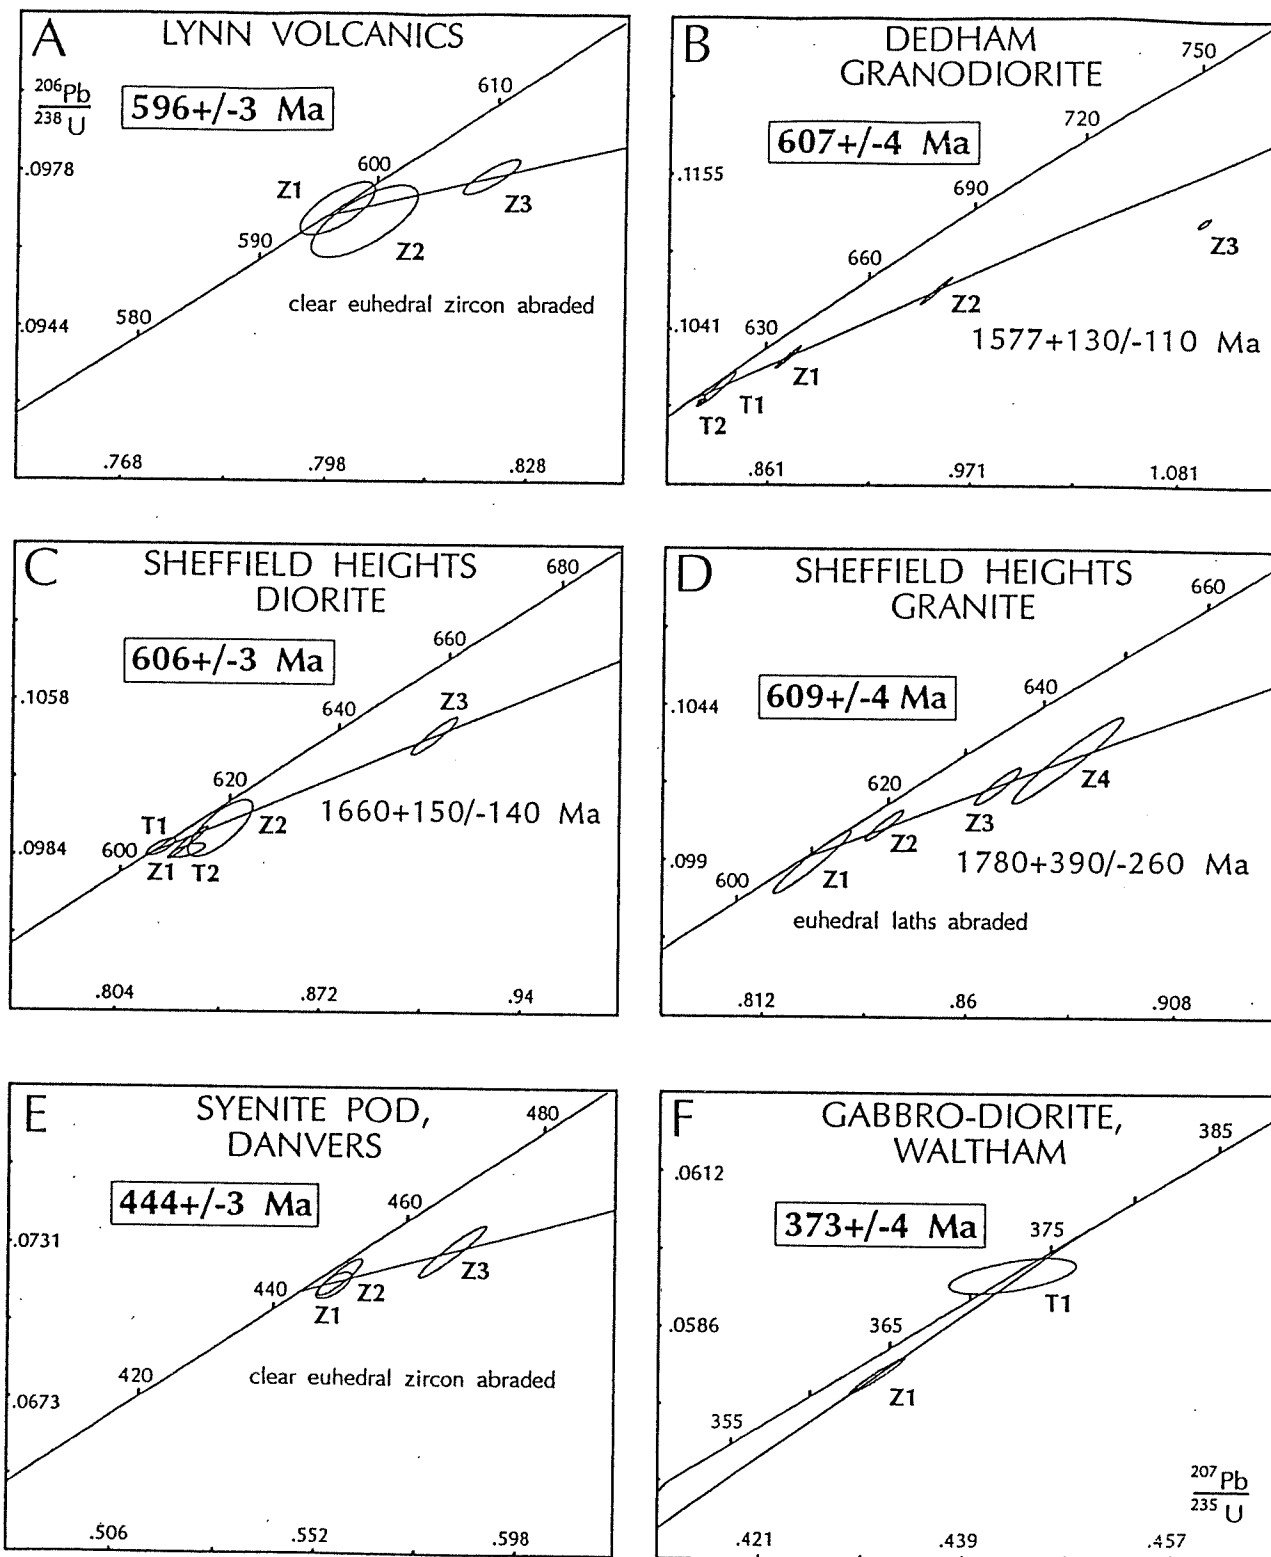 A
LYNN VOLCANICS
206Pb
238U
596+/-3 Ma
610
.0978
600
Z1
Z3
590
Z2
clear euhedral zircon abraded
580
.0944
.768
.798
.828
B
DEDHAM
GRANODIORITE
750
607+/-4 Ma
720
.1155
690
Z3
660
Z2
.1041
630
1577+130/-110 Ma
Z1
T1
T2
.861
.971
1.081
C
SHEFFIELD HEIGHTS
DIORITE
680
606+/-3 Ma
660
.1058
640
Z3
620
1660+150/-140 Ma
T1
Z2
.0984
600
Z1
T2
.804
.872
.94
D
SHEFFIELD HEIGHTS
GRANITE
660
609+/-4 Ma
640
.1044
620
Z4
Z3
Z2
.099
1780+390/-260 Ma
600
Z1
euhedral laths abraded
.812
.86
.908
E
SYENITE POD,
DANVERS
480
444+/-3 Ma
460
.0731
Z3
440
Z2
Z1
420
clear euhedral zircon abraded
.0673
.506
.552
.598
F
GABBRO-DIORITE,
WALTHAM
385
.0612
373+/-4 Ma
375
T1
.0586
365
Z1
355
207Pb
235U
.421
.439
.457